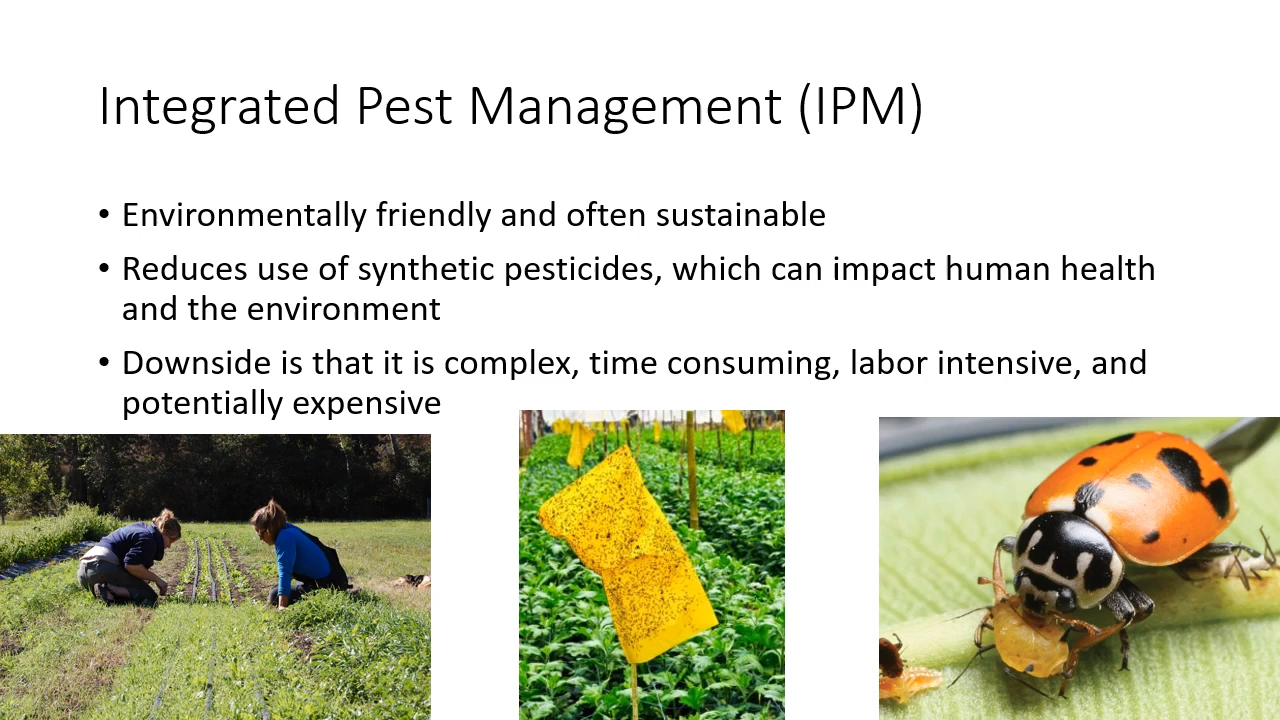 Integrated Pest Management (IPM)
• Environmentally friendly and often sustainable
• Reduces use of synthetic pesticides, which can impact human health
and the environment
• Downside is that it is complex, time consuming, labor intensive, and
potentially expensive